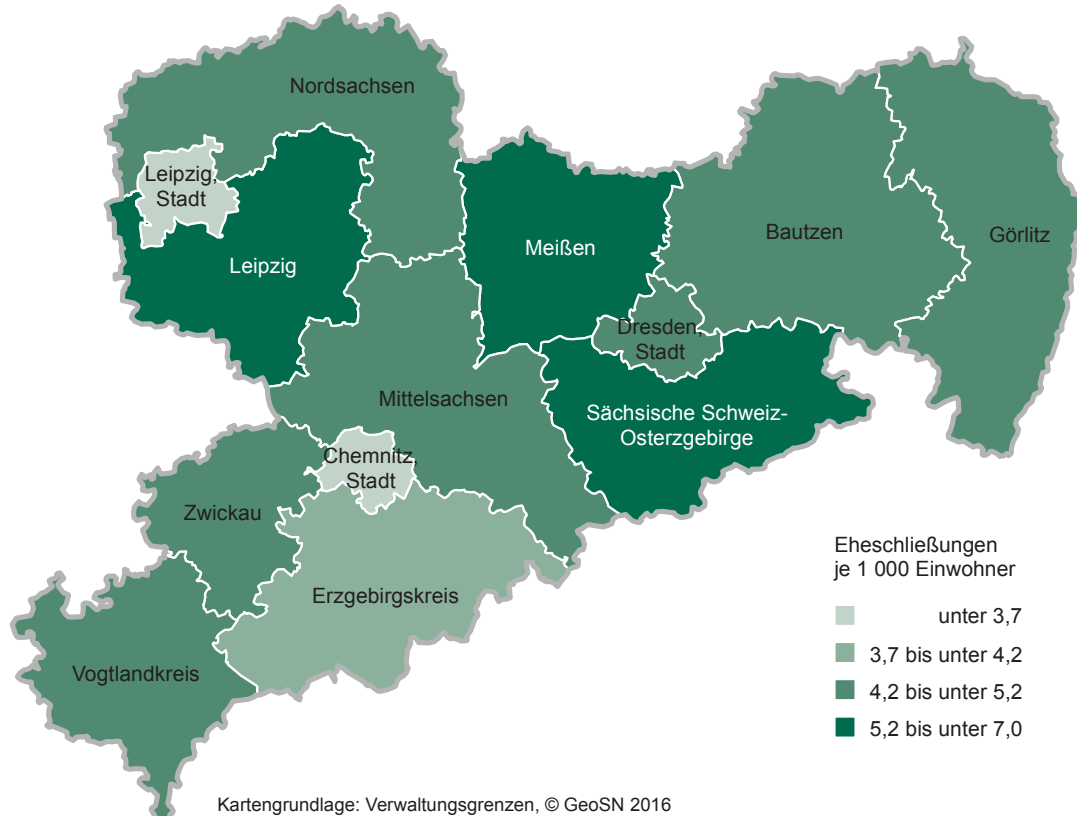 Nordsachsen
Leipzig,
Stadt
Leipzig
Meißen
Bautzen
Görlitz
Dresden,
Stadt
Mittelsachsen
Sächsische Schweiz-
Osterzgebirge
Chemnitz,
Stadt
Zwickau
Erzgebirgskreis
Vogtlandkreis
Eheschließungen
je 1 000 Einwohner
unter 3,7
3,7 bis unter 4,2
4,2 bis unter 5,2
5,2 bis unter 7,0
Kartengrundlage: Verwaltungsgrenzen, © GeoSN 2016